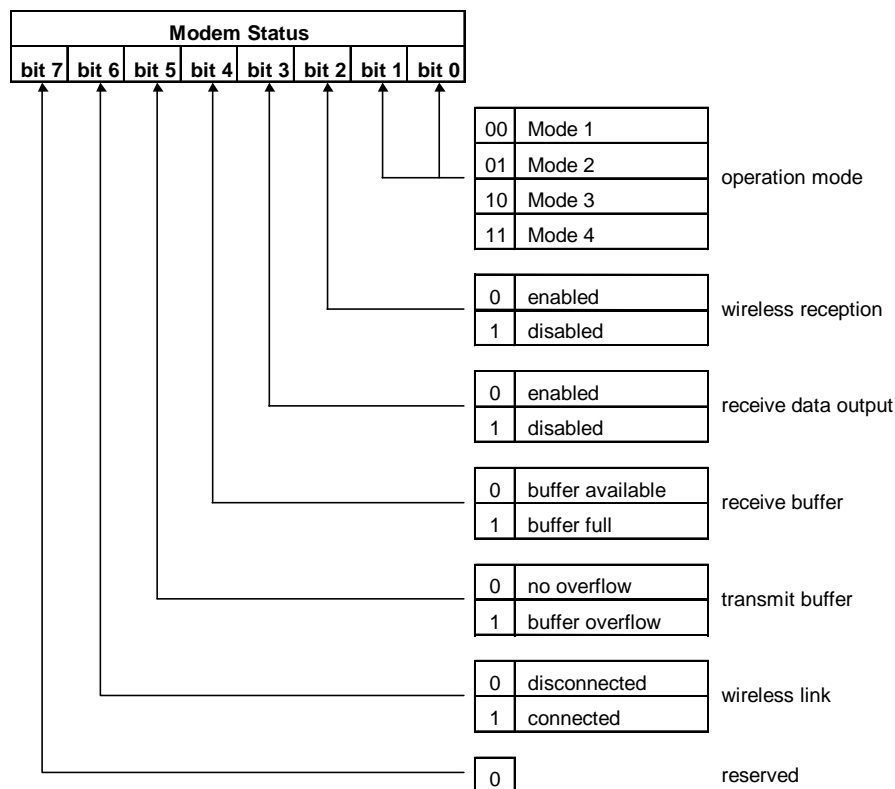 Modem Status
bit 7 bit 6 bit 5 bit 4 bit 3 bit 2 bit 1 bit 0
00 Mode 1
01 Mode 2
10 Mode 3
11 Mode 4
operation mode
0 enabled
1 disabled
wireless reception
0 enabled
1 disabled
receive data output
0 buffer available
1 buffer full
receive buffer
0 no overflow
1 buffer overflow
transmit buffer
0 disconnected
1 connected
wireless link
0
reserved